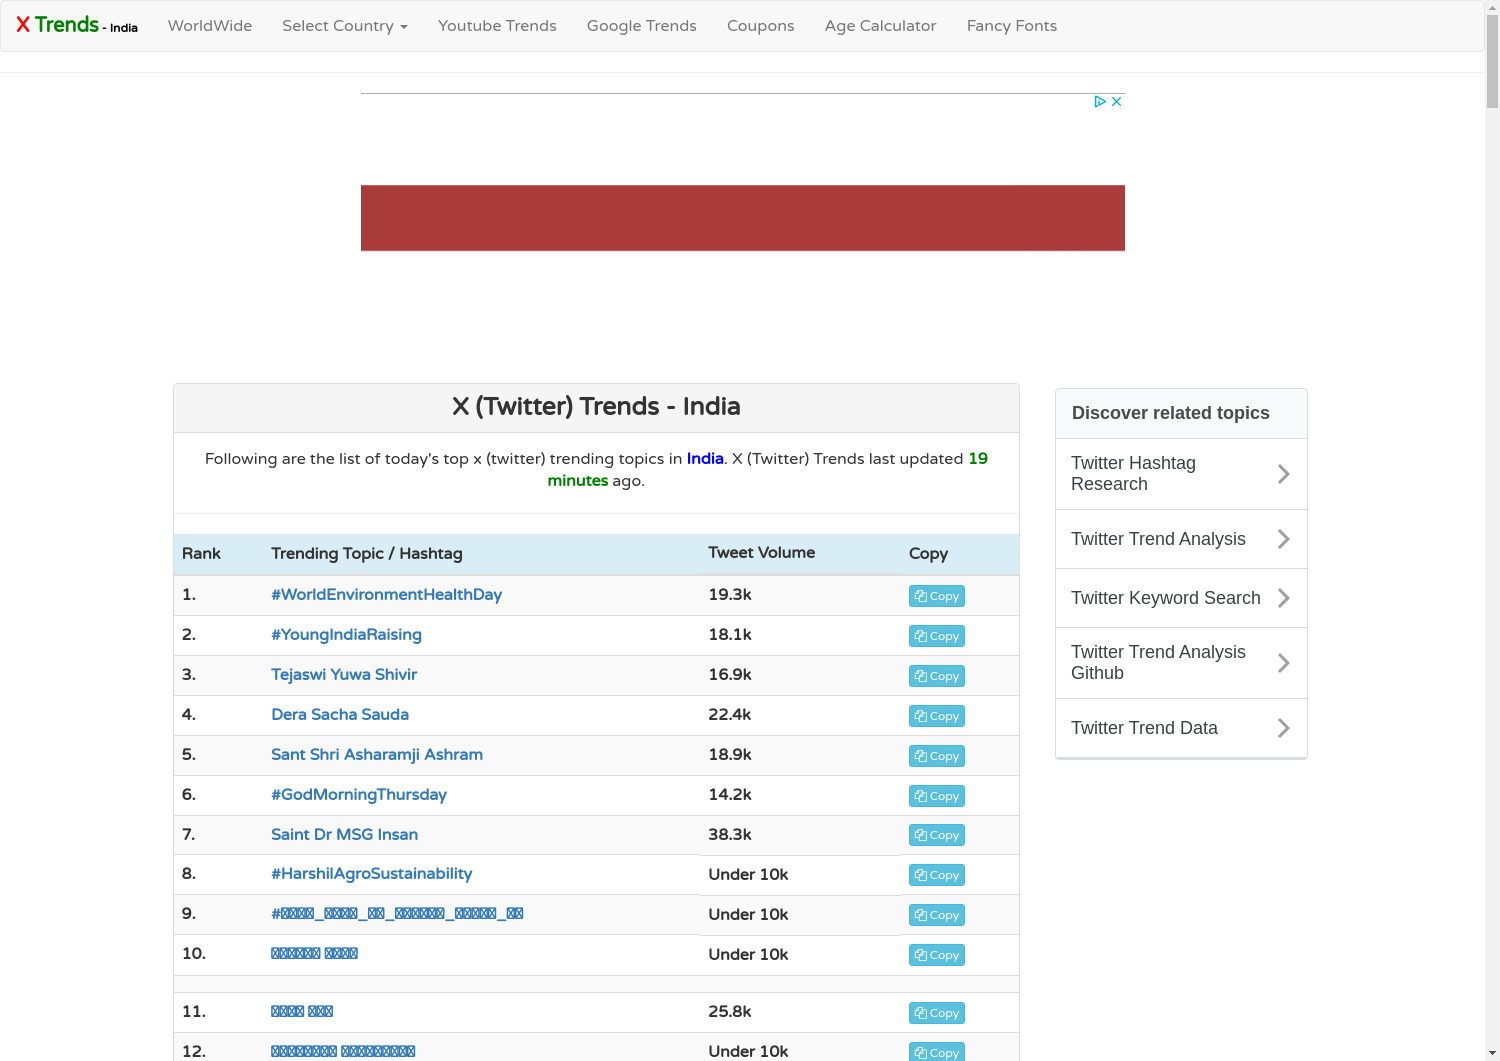 X Trends - India WorldWide Select Country Youtube Trends Google Trends Coupons Age Calculator Fancy Fonts
X (Twitter) Trends - India
Following are the list of today's top x (twitter) trending topics in India. X (Twitter) Trends last updated 19
minutes ago.
Rank Trending Topic / Hashtag Tweet Volume Copy
1. #WorldEnvironmentHealthDay 19.3k Copy
2. #YoungIndiaRaising 18.1k Copy
3. Tejaswi Yuwa Shivir 16.9k Copy
4. Dera Sacha Sauda 22.4k Copy
5. Sant Shri Asharamji Ashram 18.9k Copy
6. #GodMorningThursday 14.2k Copy
7. Saint Dr MSG Insan 38.3k Copy
8. #HarshilAgroSustainability Under 10k Copy
9. Under 10k Copy
10. Under 10k Copy
11. 25.8k Copy
12. Under 10k Copy
Discover related topics
Twitter Hashtag
Research
Twitter Trend Analysis
Twitter Keyword Search
Twitter Trend Analysis
Github
Twitter Trend Data